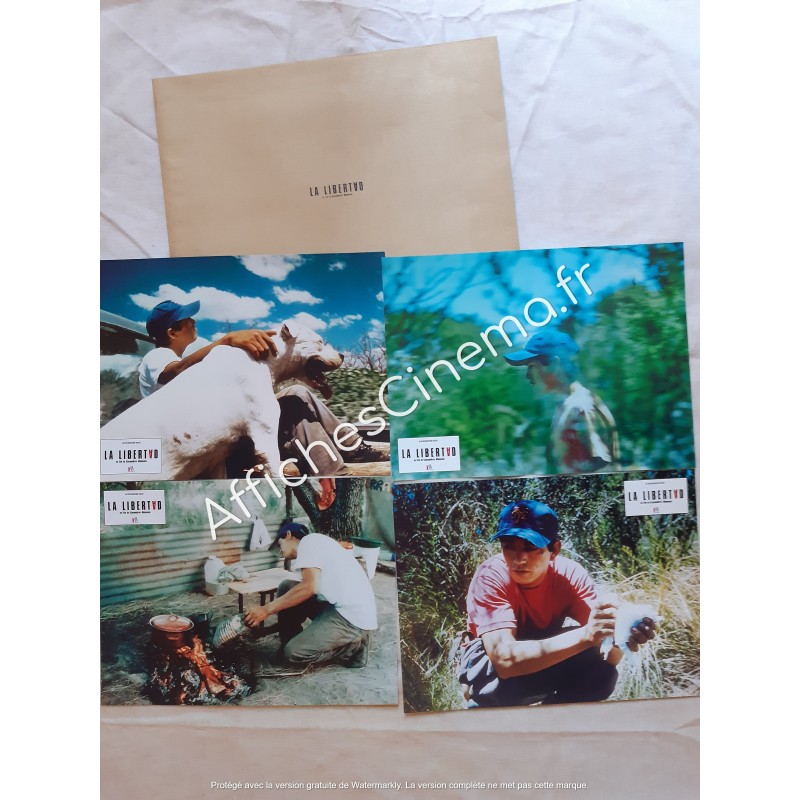 LA LIBERTAD
AffichesCinema.fr
LA LIBERTAD
LA LIBERTAD
LA LIBERTAD
LA LIBERTAD
Protégé avec la version gratuite de Watermarkly. La version complète ne met pas cette marque.